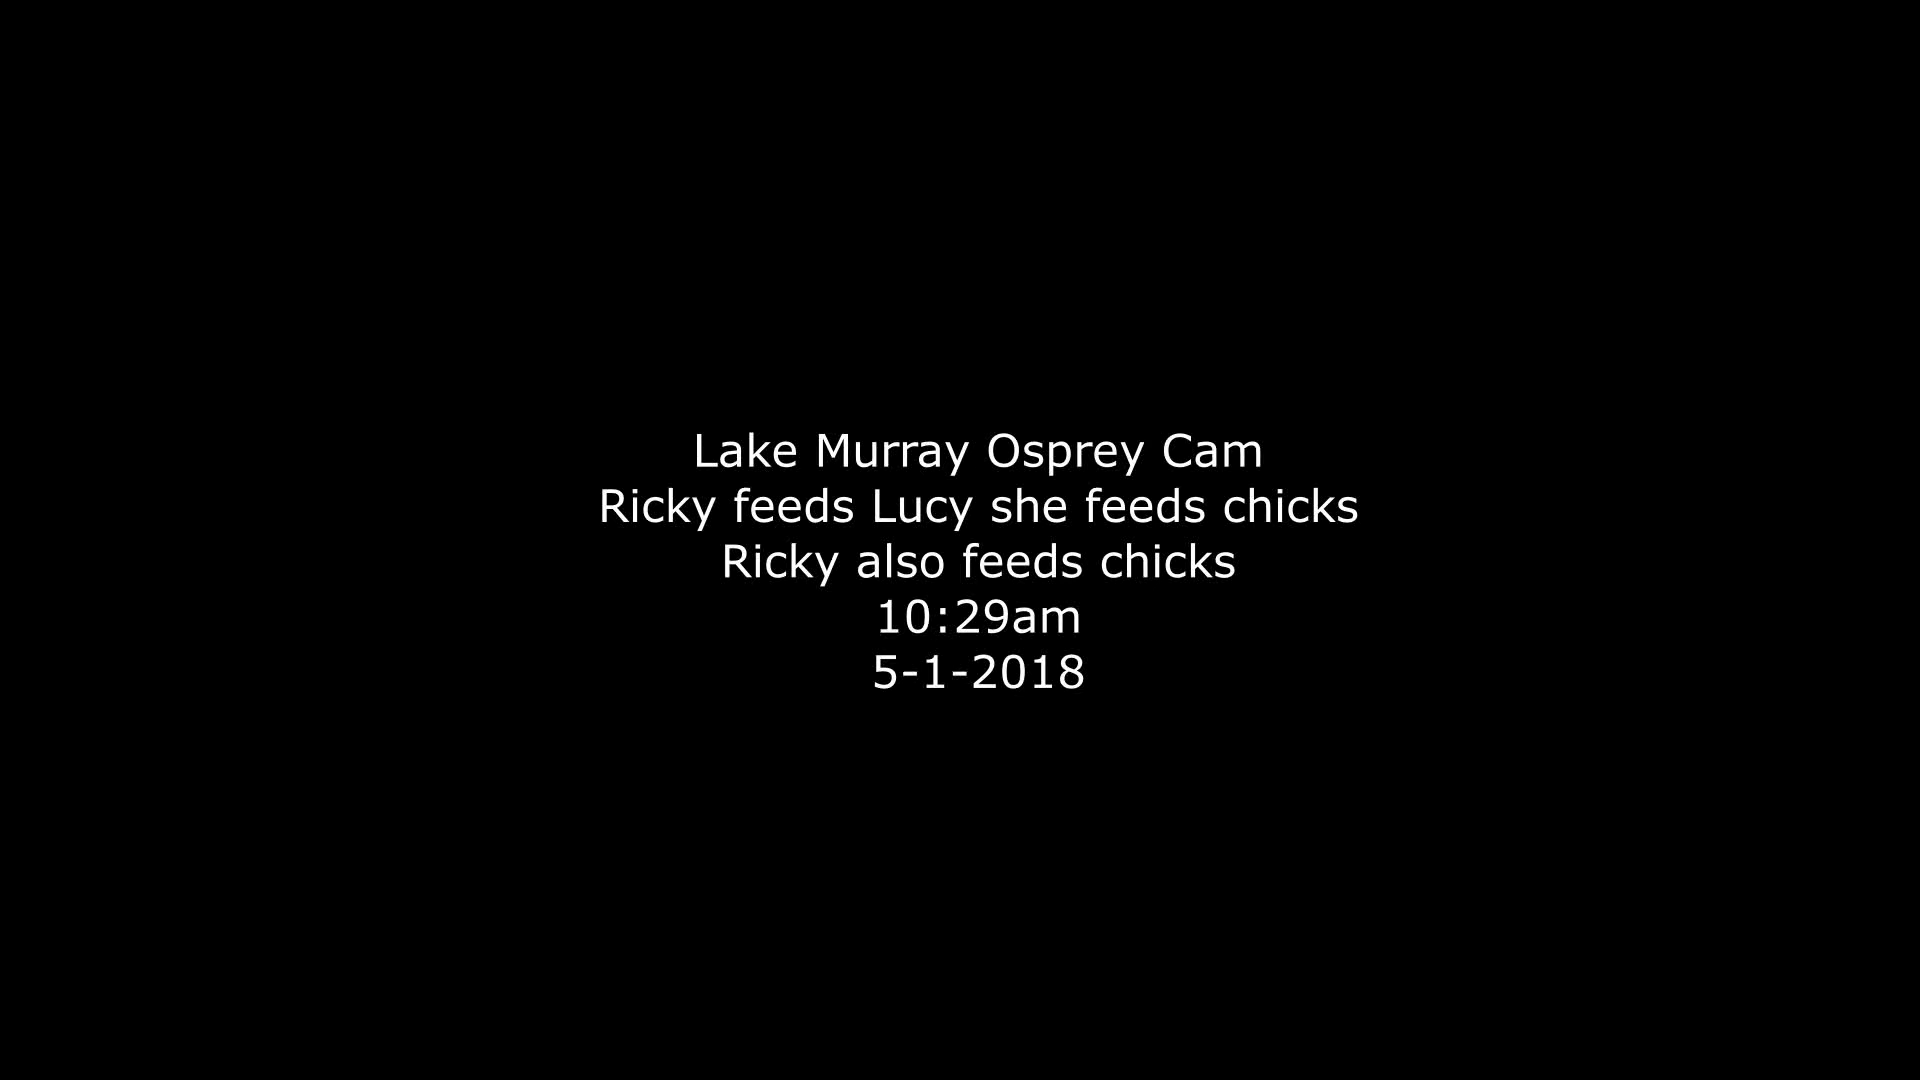 Lake Murray Osprey Cam
Ricky feeds Lucy she feeds chicks
Ricky also feeds chicks
10:29am
5-1-2018